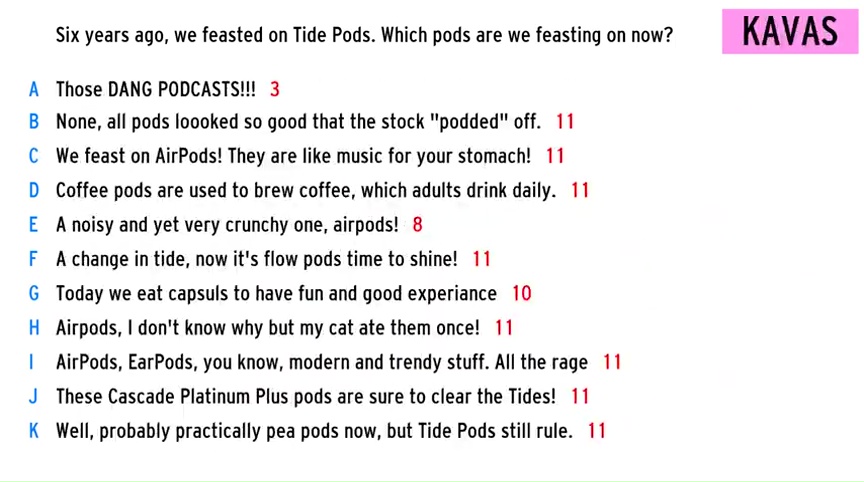 Six years ago, we feasted on Tide Pods. Which pods are we feasting on now?
KAVAS
A Those DANG PODCASTS!!! 3
B None, all pods loooked so good that the stock "podded" off. 11
C We feast on AirPods! They are like music for your stomach! 11
D Coffee pods are used to brew coffee, which adults drink daily. 11
E A noisy and yet very crunchy one, airpods! 8
F A change in tide, now it's flow pods time to shine! 11
G Today we eat capsuls to have fun and good experiance 10
H Airpods, I don't know why but my cat ate them once! 11
I AirPods, EarPods, you know, modern and trendy stuff. All the rage 11
J These Cascade Platinum Plus pods are sure to clear the Tides! 11
K Well, probably practically pea pods now, but Tide Pods still rule. 11